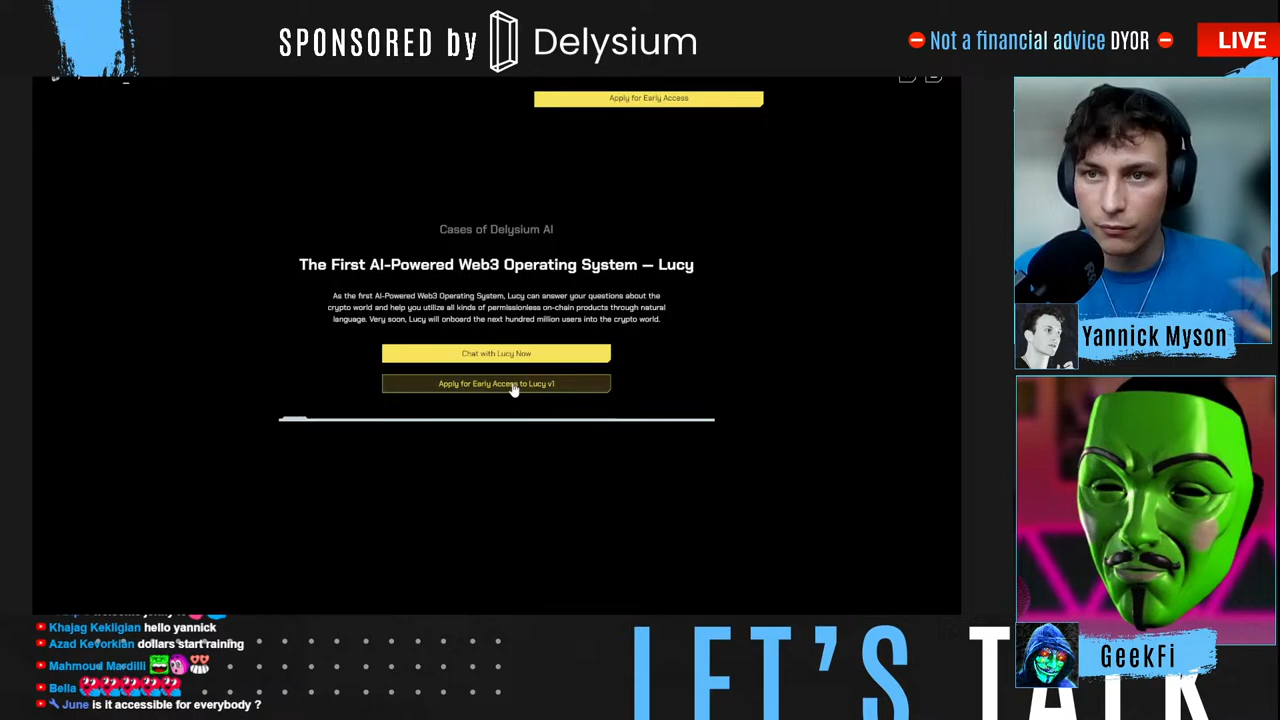 SPONSORED by Delysium
Not a financial advice DYOR
LIVE
Apply for Early Access
Cases of Delysium AI
The First AI-Powered Web3 Operating System — Lucy
As the first AI-Powered Web3 Operating System, Lucy can answer your questions about the
crypto world and help you utilize all kinds of permissionless on-chain products through natural
language. Very soon, Lucy will onboard the next hundred million users into the crypto world.
Chat with Lucy Now
Apply for Early Access to Lucy v1
Yannick Myson
GeekFi
Khajag Kekligian hello yannick
Azad Kevorkian dollars start raining
Mahmoud Mardilli
Bella
June is it accessible for everybody ?
LET'S TALK